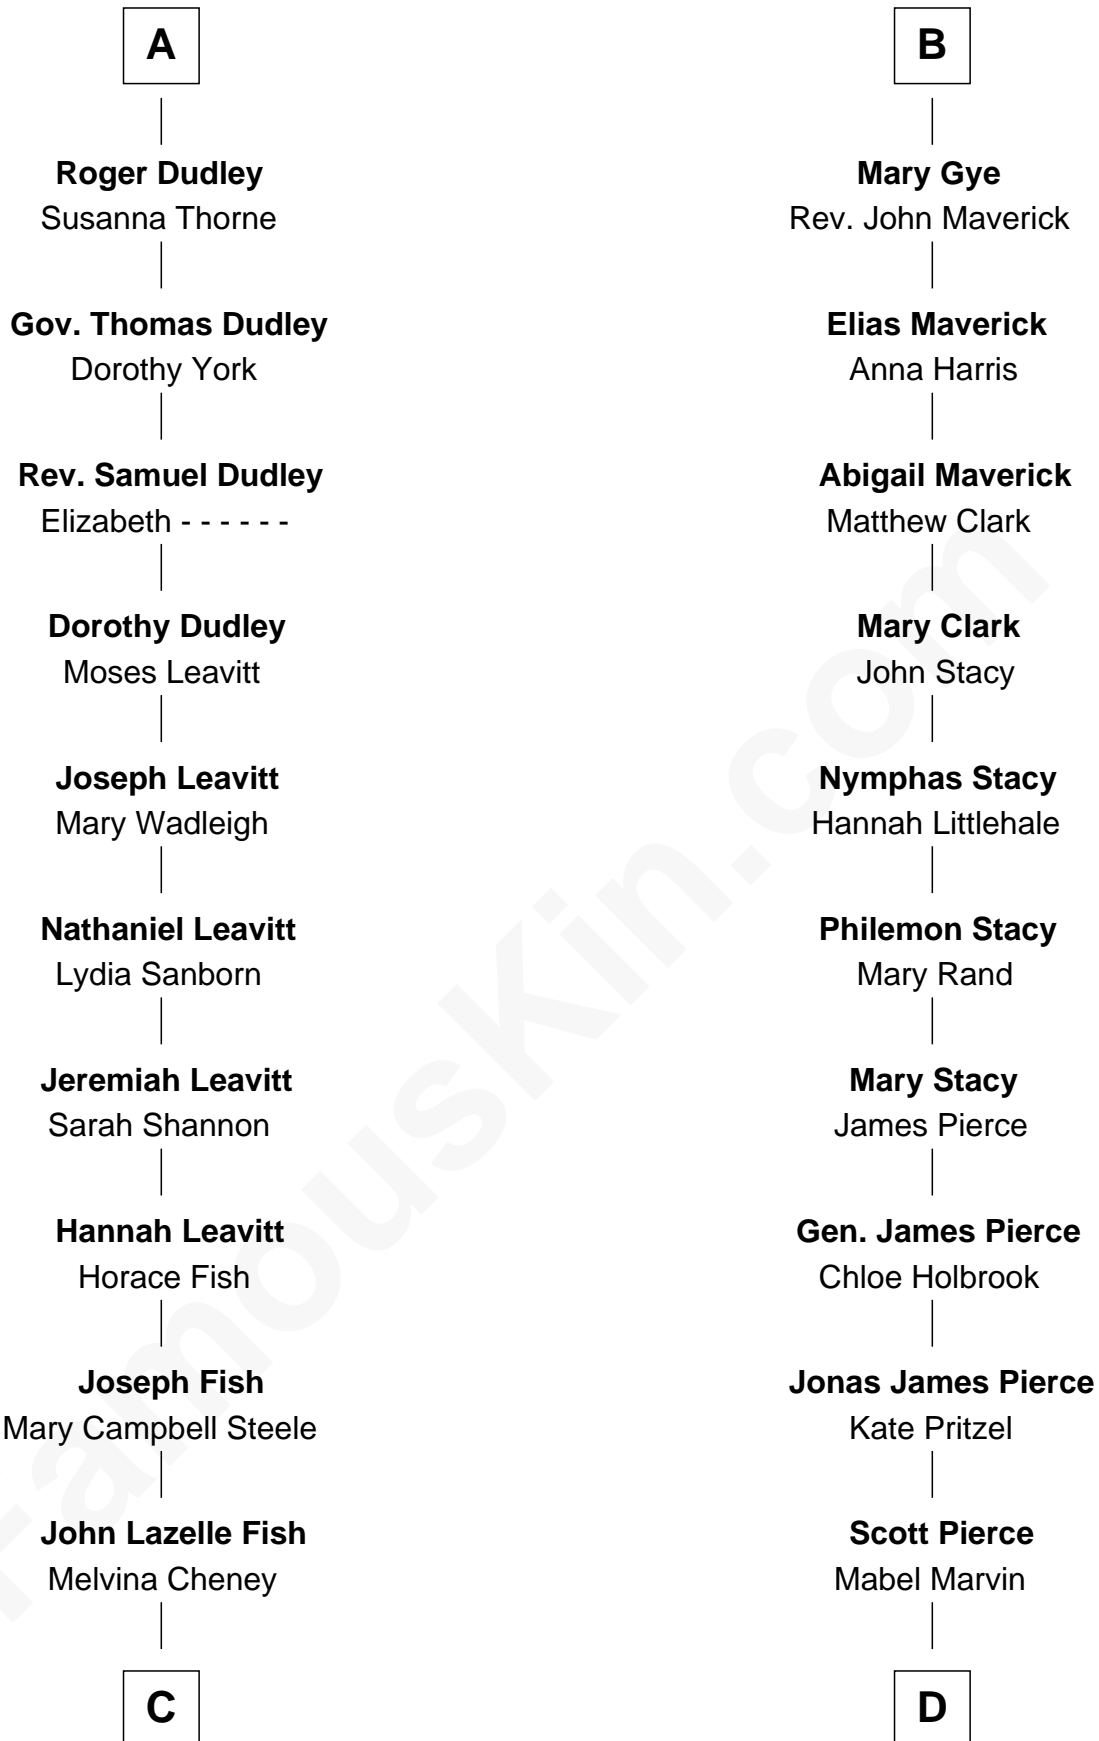 A
Roger Dudley
Susanna Thorne
Gov. Thomas Dudley
Dorothy York
Rev. Samuel Dudley
Elizabeth - - - - - -
Dorothy Dudley
Moses Leavitt
Joseph Leavitt
Mary Wadleigh
Nathaniel Leavitt
Lydia Sanborn
Jeremiah Leavitt
Sarah Shannon
Hannah Leavitt
Horace Fish
Joseph Fish
Mary Campbell Steele
John Lazelle Fish
Melvina Cheney
C
B
Mary Gye
Rev. John Maverick
Elias Maverick
Anna Harris
Abigail Maverick
Matthew Clark
Mary Clark
John Stacy
Nymphas Stacy
Hannah Littlehale
Philemon Stacy
Mary Rand
Mary Stacy
James Pierce
Gen. James Pierce
Chloe Holbrook
Jonas James Pierce
Kate Pritzel
Scott Pierce
Mabel Marvin
D
FamousKin.com